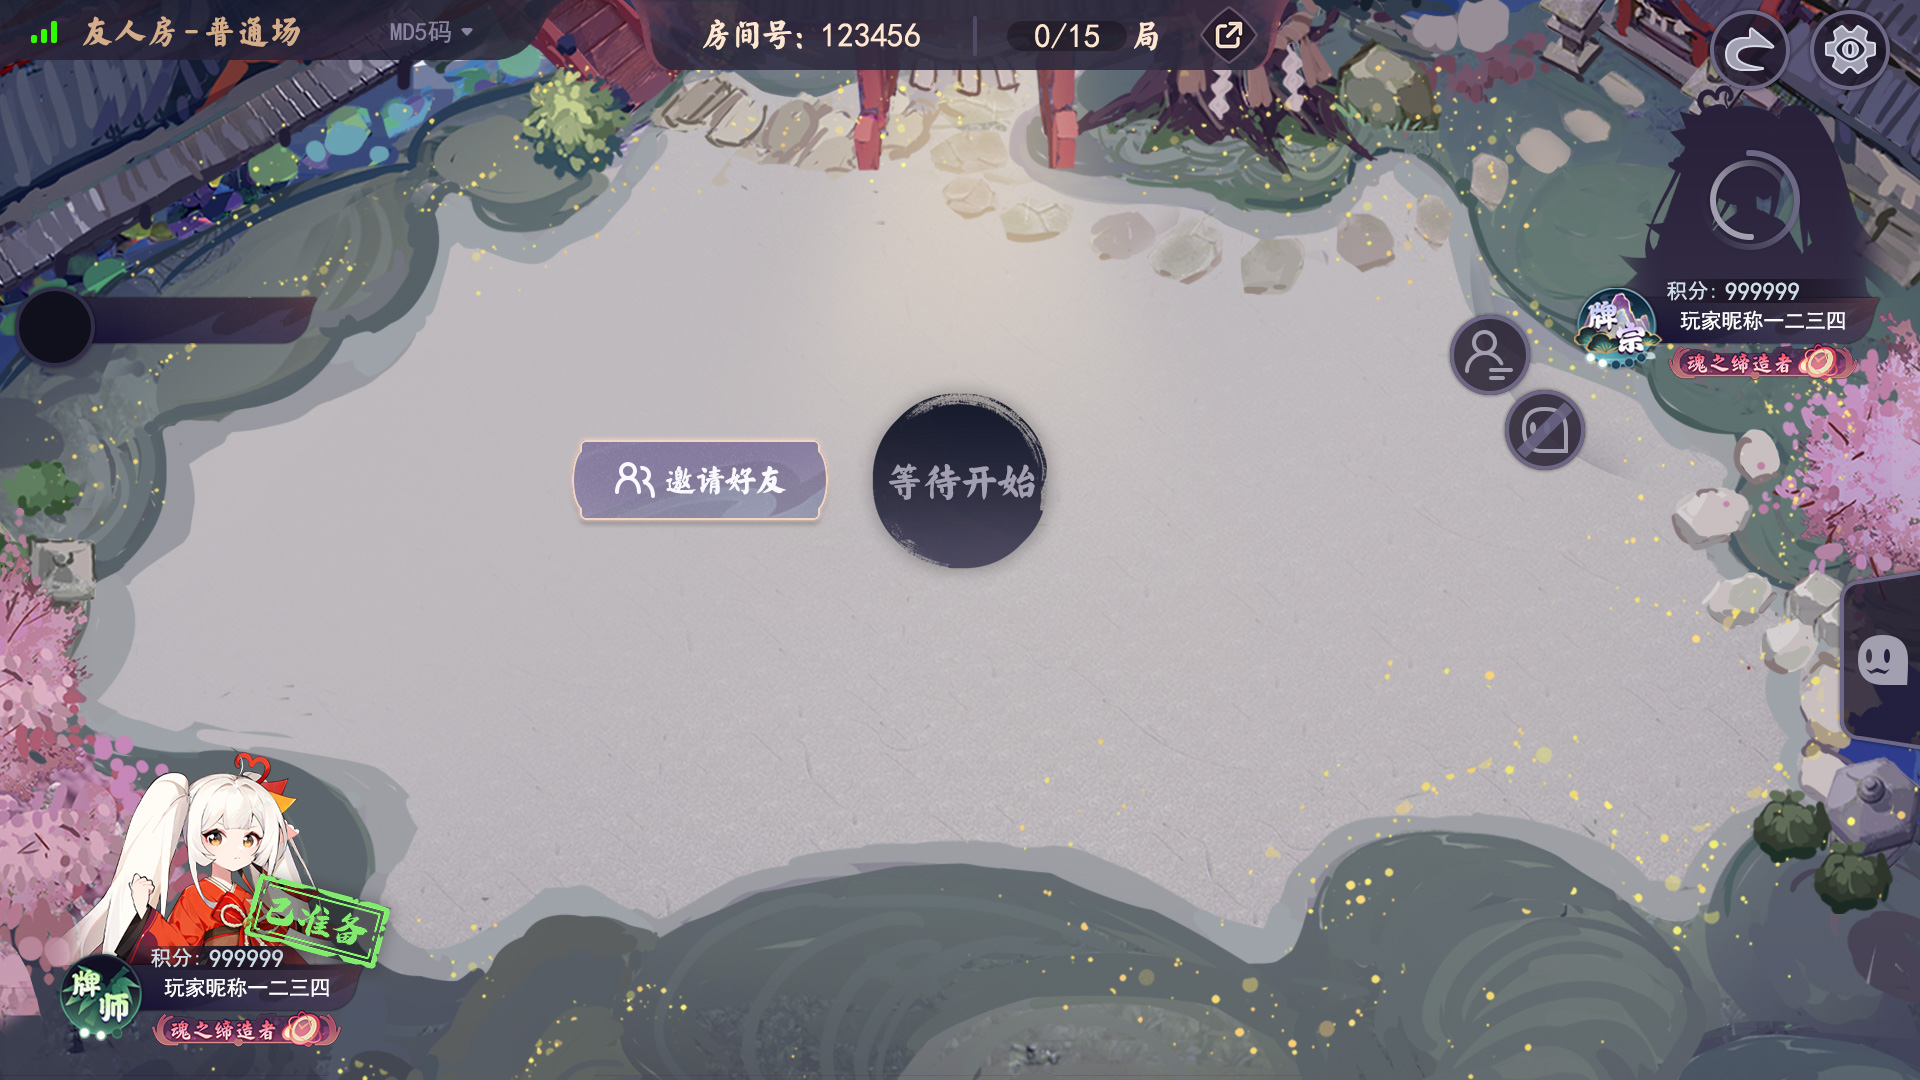 友人房-普通场
MD5码
房间号：123456
0/15 局
积分：999999
玩家昵称一二三四
牌宗
魂之缔造者
邀请好友
等待开始
已准备
积分：999999
玩家昵称一二三四
牌师
魂之缔造者